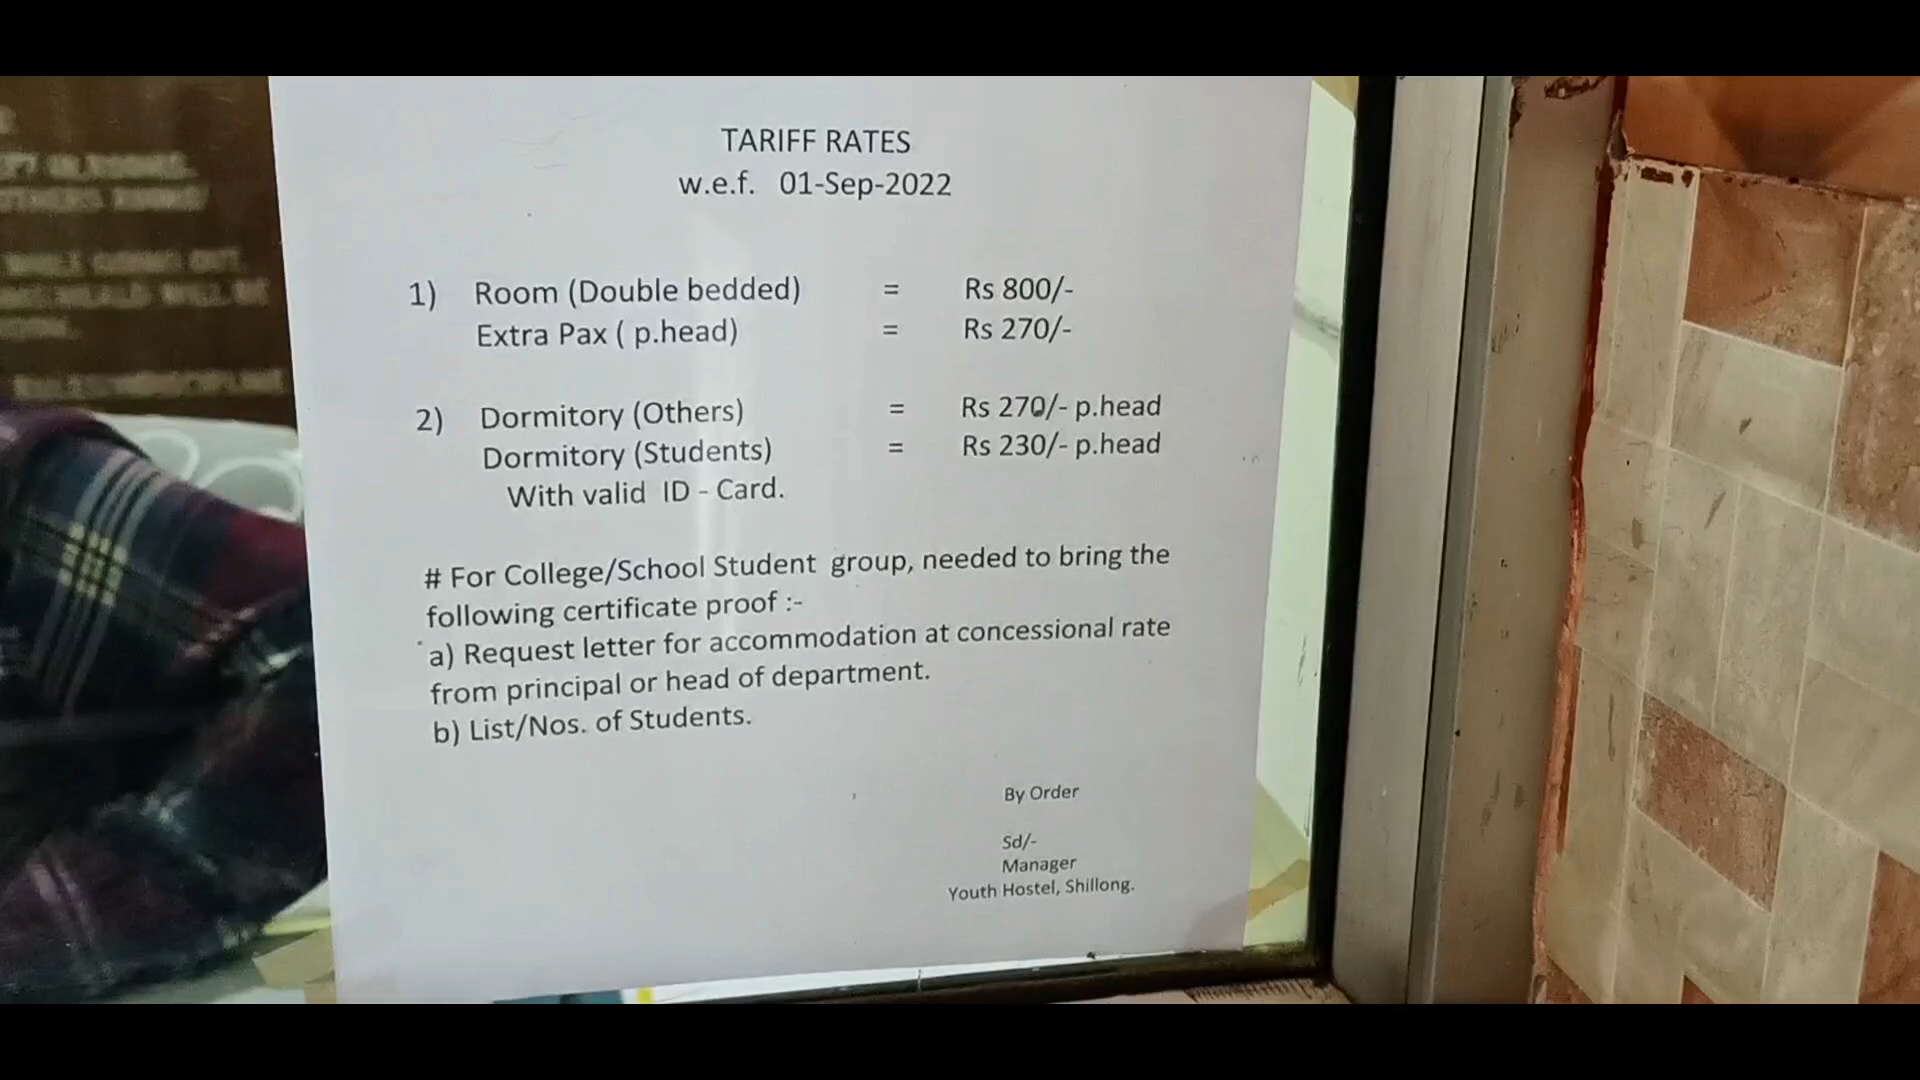 TARIFF RATES
w.e.f. 01-Sep-2022
1) Room (Double bedded) = Rs 800/-
Extra Pax ( p.head) = Rs 270/-
2) Dormitory (Others) = Rs 270/- p.head
Dormitory (Students) = Rs 230/- p.head
With valid ID - Card.
# For College/School Student group, needed to bring the
following certificate proof :-
a) Request letter for accommodation at concessional rate
from principal or head of department.
b) List/Nos. of Students.
By Order
Sd/-
Manager
Youth Hostel, Shillong.